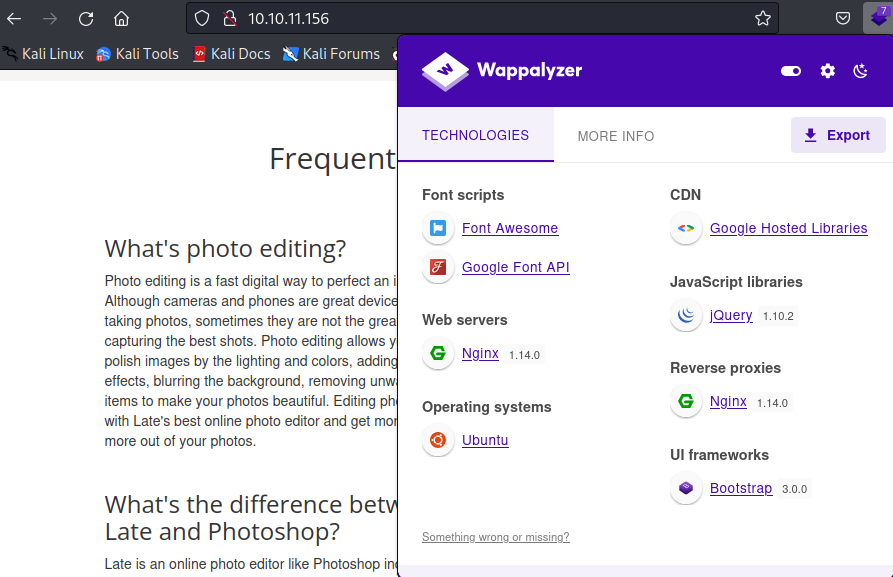 10.10.11.156
7
Kali Linux
Kali Tools
Kali Docs
Kali Forums
Frequent
What's photo editing?
Photo editing is a fast digital way to perfect an i
Although cameras and phones are great device
taking photos, sometimes they are not the grea
capturing the best shots. Photo editing allows y
polish images by the lighting and colors, adding
effects, blurring the background, removing unwa
items to make your photos beautiful. Editing pho
with Late's best online photo editor and get mor
more out of your photos.
What's the difference betw
Late and Photoshop?
Late is an online photo editor like Photoshop inc
Wappalyzer
TECHNOLOGIES
MORE INFO
Export
Font scripts
Font Awesome
Google Font API
Web servers
Nginx 1.14.0
Operating systems
Ubuntu
CDN
Google Hosted Libraries
JavaScript libraries
jQuery 1.10.2
Reverse proxies
Nginx 1.14.0
UI frameworks
Bootstrap 3.0.0
Something wrong or missing?